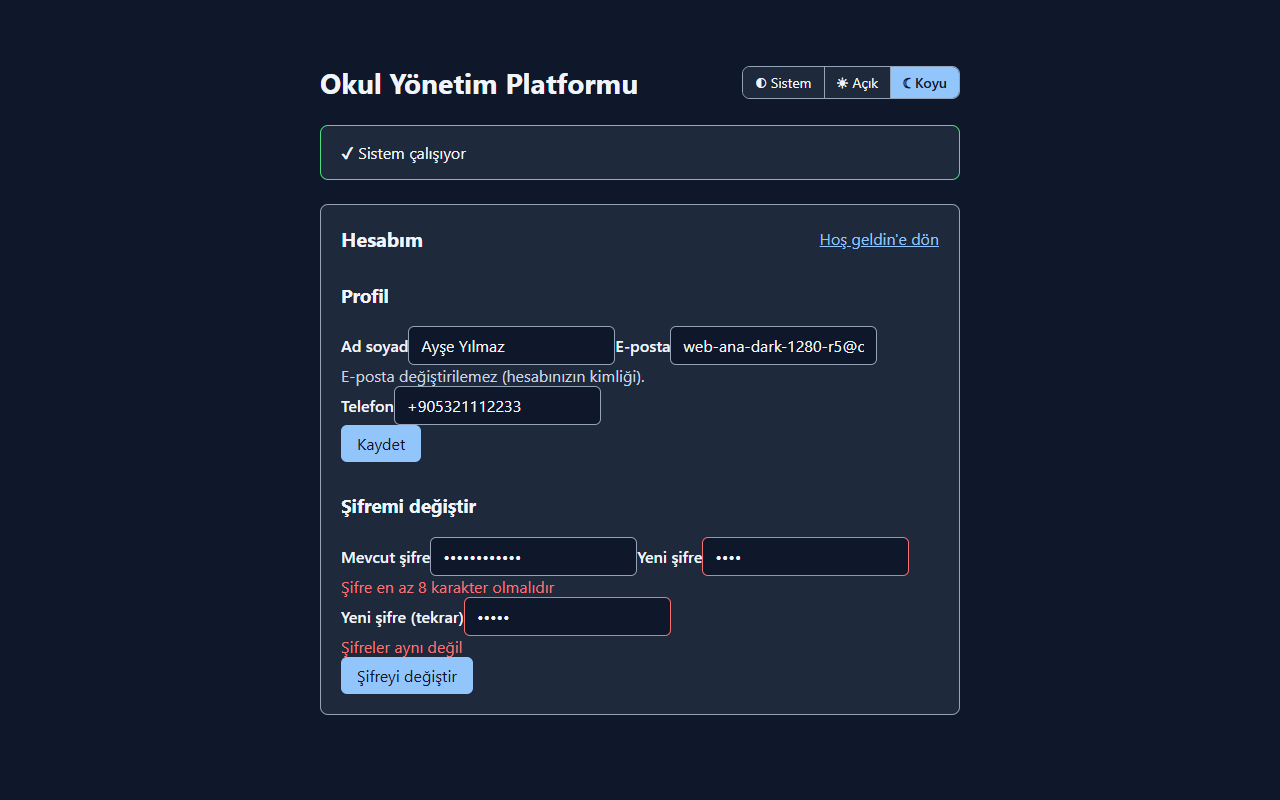 Okul Yönetim Platformu
Sistem Açık Koyu
✓ Sistem çalışıyor
Hesabım Hoş geldin'e dön
Profil
Ad soyad Ayşe Yılmaz E-posta web-ana-dark-1280-r5@c
E-posta değiştirilemez (hesabınızın kimliği).
Telefon +905321112233
Kaydet
Şifremi değiştir
Mevcut şifre •••••••••••• Yeni şifre ••••
Şifre en az 8 karakter olmalıdır
Yeni şifre (tekrar) •••••
Şifreler aynı değil
Şifreyi değiştir